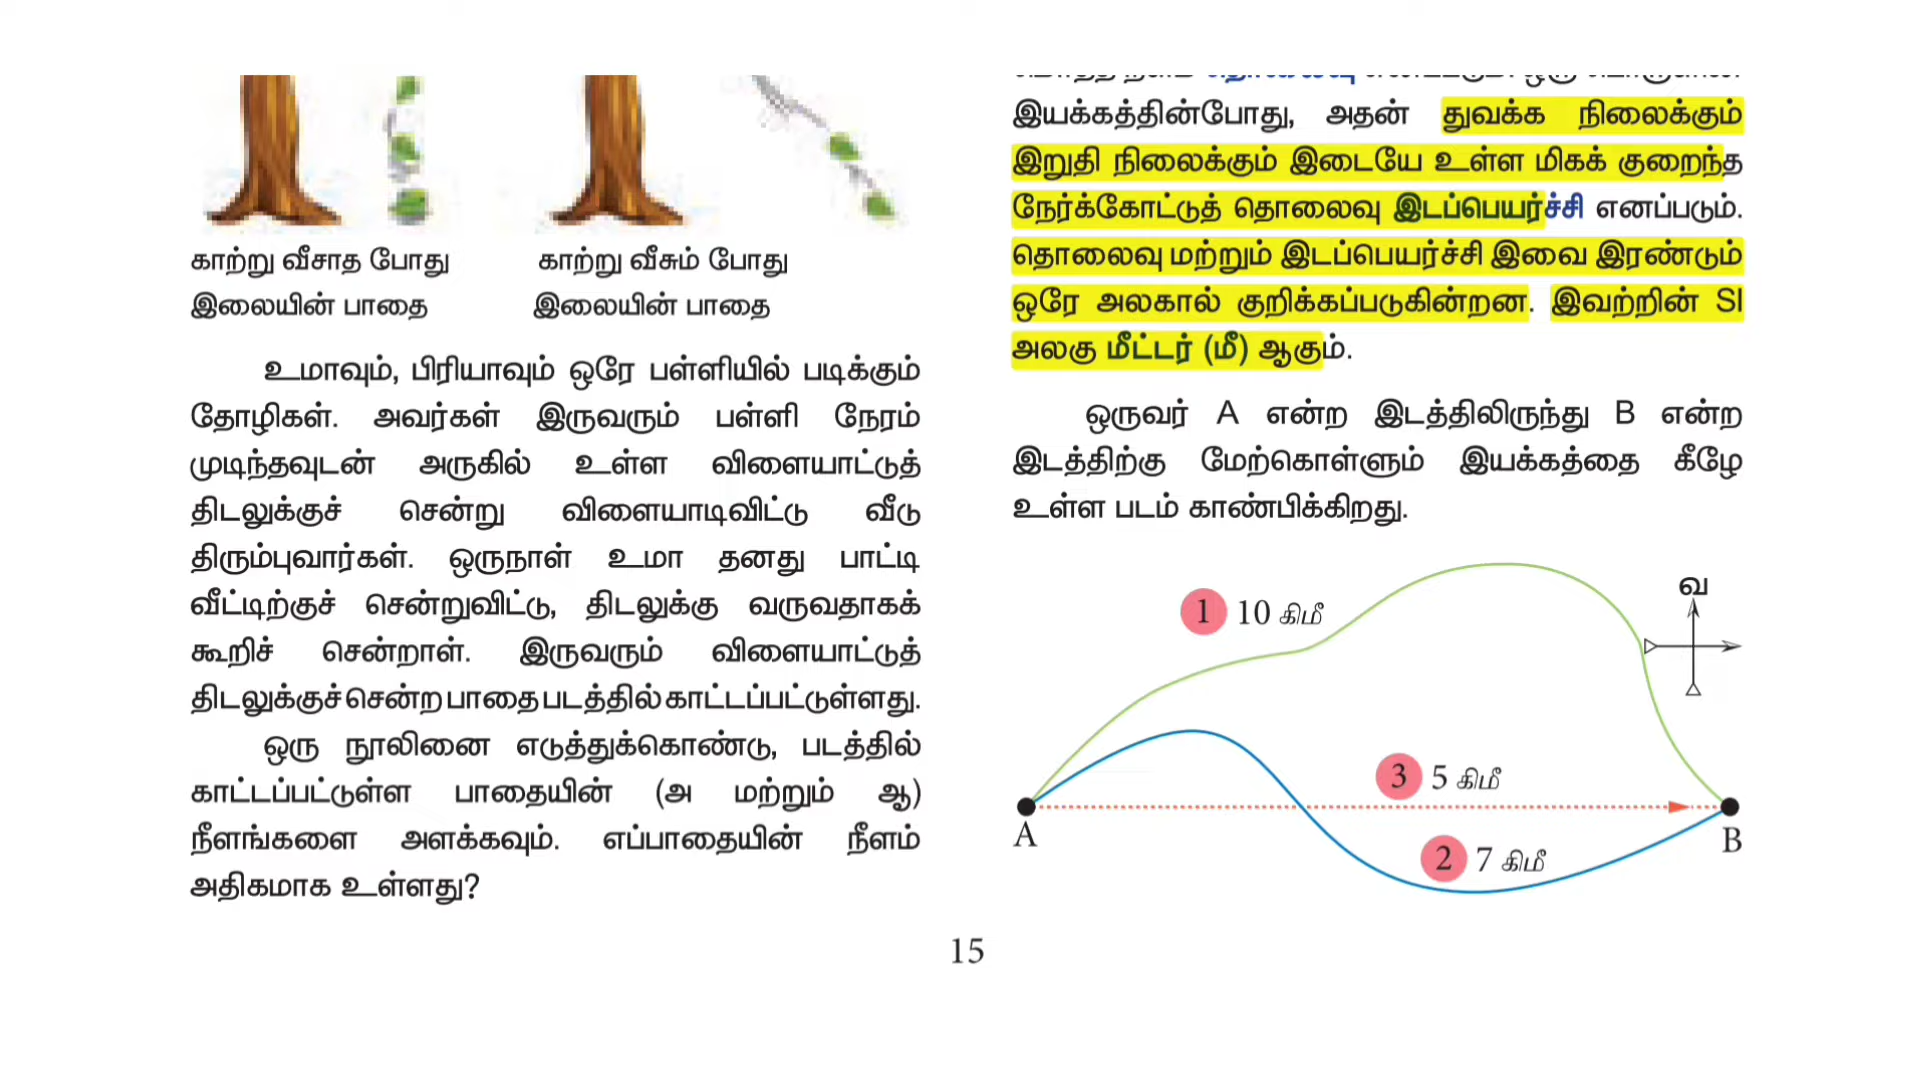 காற்று வீசாத போது
இலையின் பாதை
காற்று வீசும் போது
இலையின் பாதை
உமாவும், பிரியாவும் ஒரே பள்ளியில் படிக்கும்
தோழிகள். அவர்கள் இருவரும் பள்ளி நேரம்
முடிந்தவுடன் அருகில் உள்ள விளையாட்டுத்
திடலுக்குச் சென்று விளையாடிவிட்டு வீடு
திரும்புவார்கள். ஒருநாள் உமா தனது பாட்டி
வீட்டிற்குச் சென்றுவிட்டு, திடலுக்கு வருவதாகக்
கூறிச் சென்றாள். இருவரும் விளையாட்டுத்
திடலுக்குச் சென்ற பாதை படத்தில் காட்டப்பட்டுள்ளது.
ஒரு நூலினை எடுத்துக்கொண்டு, படத்தில்
காட்டப்பட்டுள்ள பாதையின் (அ மற்றும் ஆ)
நீளங்களை அளக்கவும். எப்பாதையின் நீளம்
அதிகமாக உள்ளது?
இயக்கத்தின்போது, அதன் துவக்க நிலைக்கும்
இறுதி நிலைக்கும் இடையே உள்ள மிகக் குறைந்த
நேர்க்கோட்டுத் தொலைவு இடப்பெயர்ச்சி எனப்படும்.
தொலைவு மற்றும் இடப்பெயர்ச்சி இவை இரண்டும்
ஒரே அலகால் குறிக்கப்படுகின்றன. இவற்றின் SI
அலகு மீட்டர் (மீ) ஆகும்.
ஒருவர் A என்ற இடத்திலிருந்து B என்ற
இடத்திற்கு மேற்கொள்ளும் இயக்கத்தை கீழே
உள்ள படம் காண்பிக்கிறது.
வ
1 10 கிமீ
3 5 கிமீ
A
B
2 7 கிமீ
15